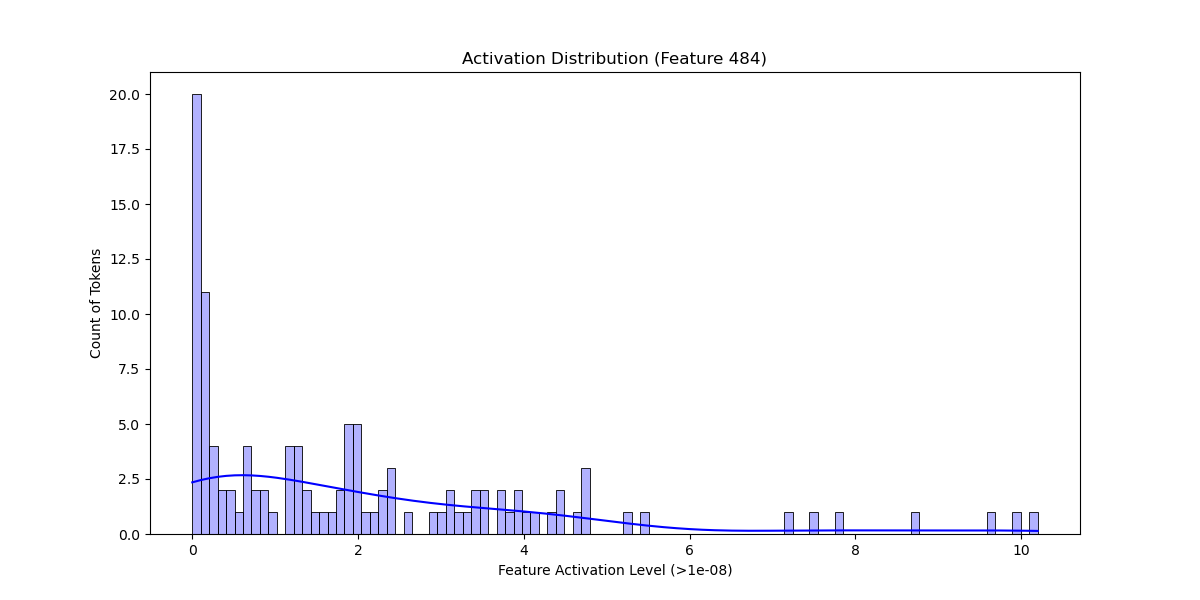 Activation Distribution (Feature 484)
20.0
17.5
15.0
12.5
10.0
7.5
5.0
2.5
0.0
Count of Tokens
0 2 4 6 8 10
Feature Activation Level (>1e-08)